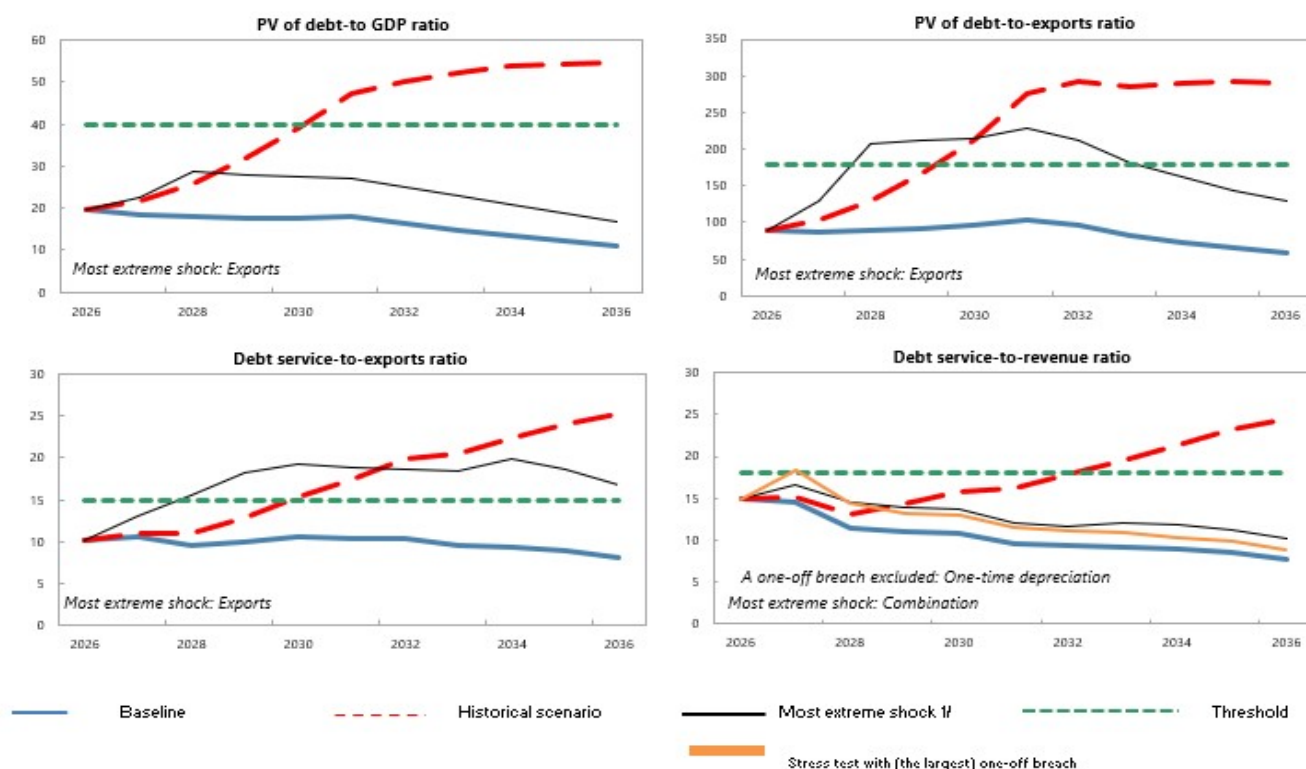 PV of debt-to GDP ratio
60
50
40
30
20
10
0
2026 2028 2030 2032 2034 2036
Most extreme shock: Exports
PV of debt-to-exports ratio
350
300
250
200
150
100
50
0
2026 2028 2030 2032 2034 2036
Most extreme shock: Exports
Debt service-to-exports ratio
30
25
20
15
10
5
0
2026 2028 2030 2032 2034 2036
Most extreme shock: Exports
Debt service-to-revenue ratio
30
25
20
15
10
5
0
2026 2028 2030 2032 2034 2036
A one-off breach excluded: One-time depreciation
Most extreme shock: Combination
Baseline Historical scenario Most extreme shock 1/ Threshold
Stress test with (the largest) one-off breach